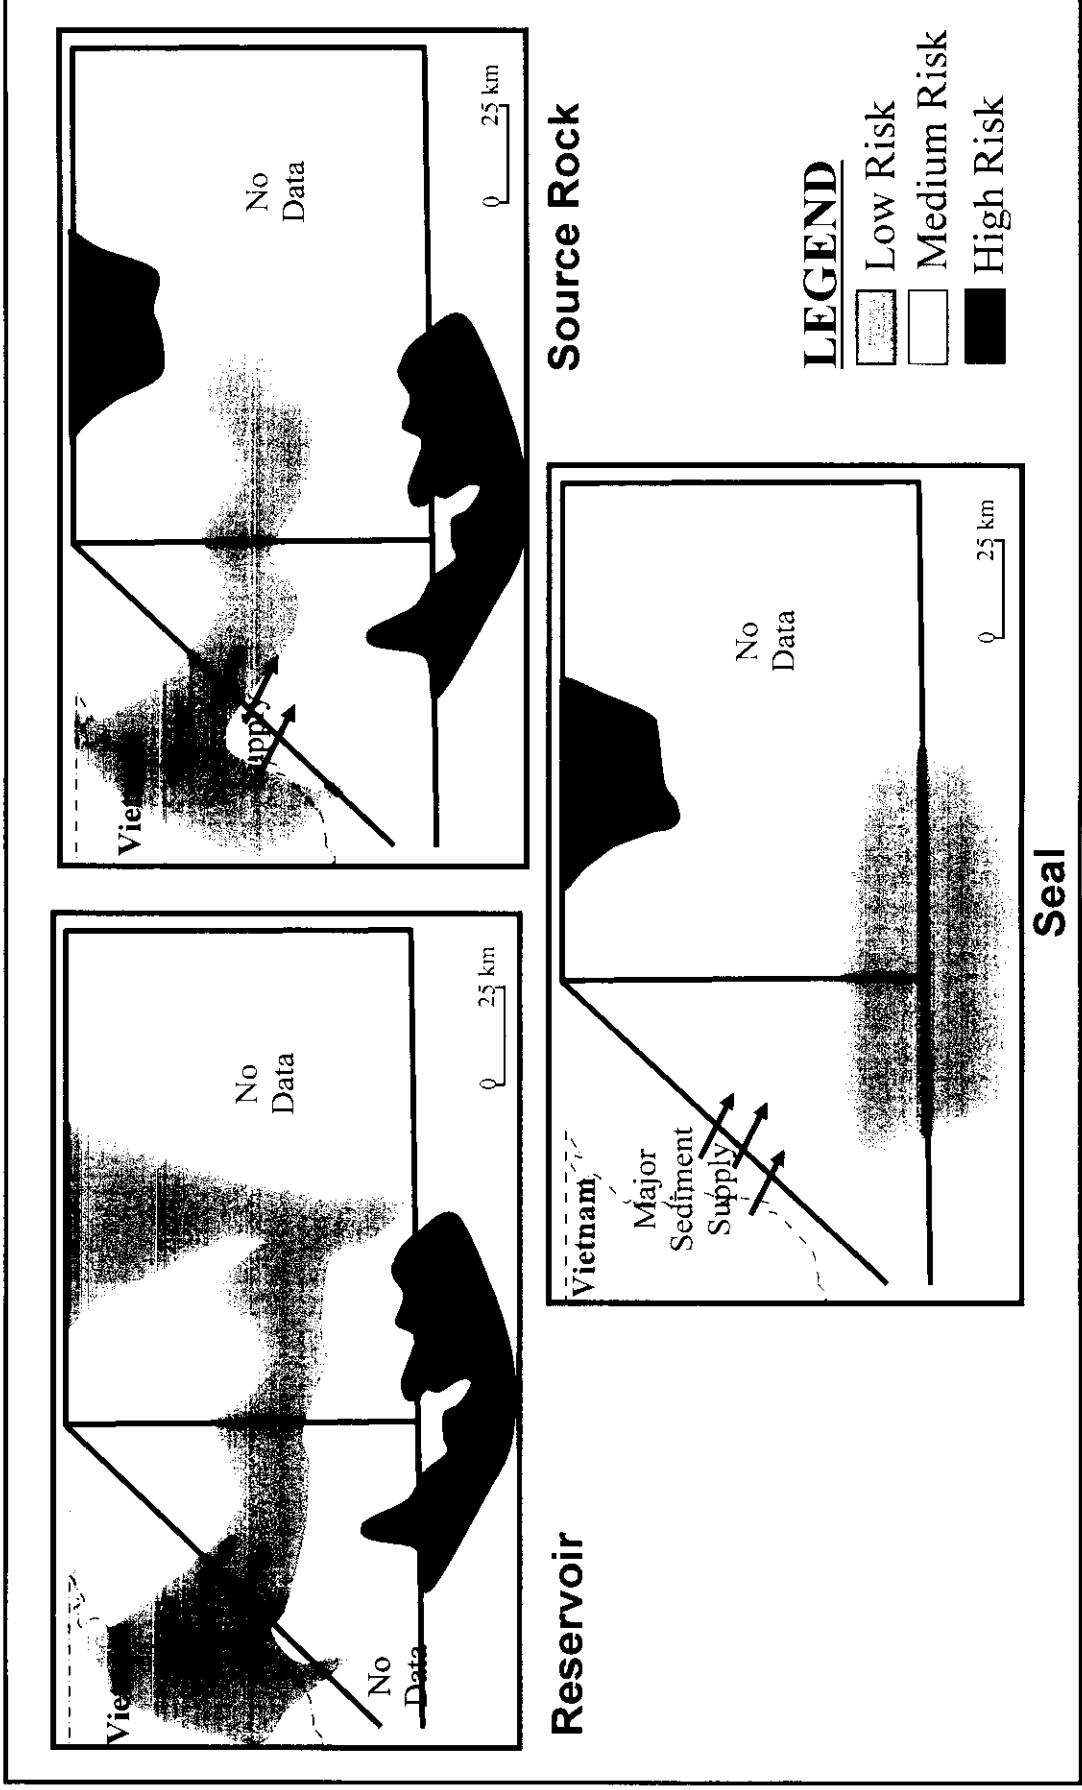 Vie
No
Data
No
Data
0 25 km
Reservoir
Vie
upply
No
Data
0 25 km
Source Rock
Vietnam
Major
Sediment
Supply
No
Data
0 25 km
Seal
LEGEND
Low Risk
Medium Risk
High Risk